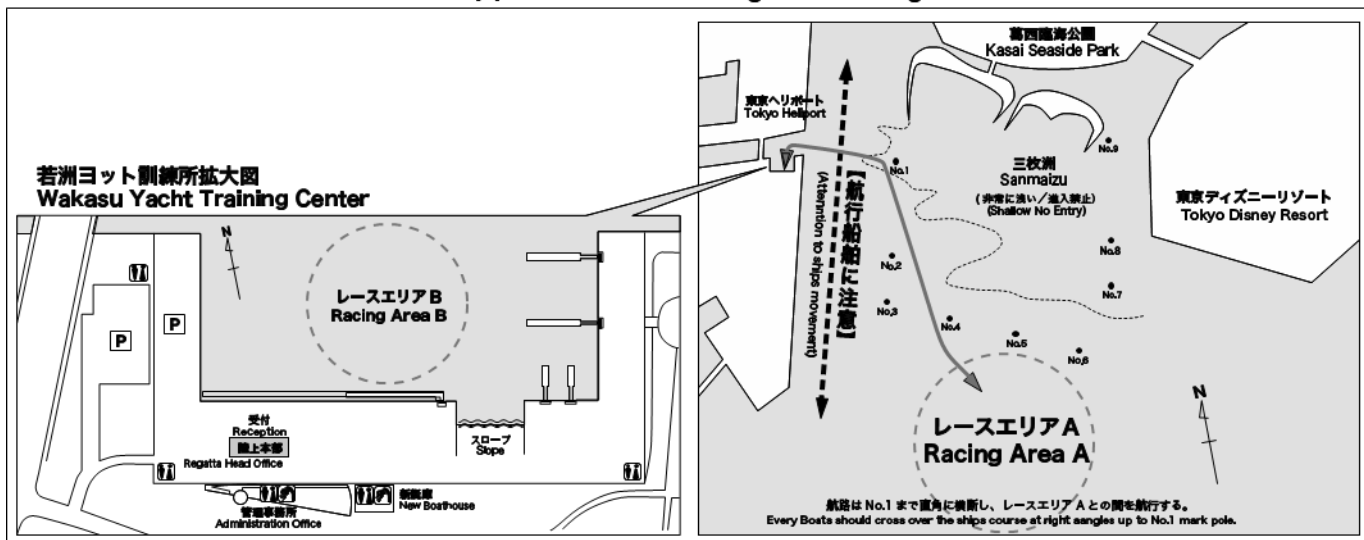 若洲ヨット訓練所拡大図
Wakasu Yacht Training Center
N
P
P
レースエリア B
Racing Area B
受付
Reception
陸上本部
Regatta Head Office
スロープ
Slope
管理事務所
Administration Office
新艇庫
New Boathouse
葛西臨海公園
Kasai Seaside Park
東京ヘリポート
Tokyo Heliport
No.9
No.1
三枚洲
Sanmaizu
(非常に浅い/進入禁止)
(Shallow No Entry)
東京ディズニーリゾート
Tokyo Disney Resort
【航行船舶に注意】
(Attenntion to ships movement)
No.8
No.2
No.7
No.3
No.4
No.5
No.6
N
レースエリア A
Racing Area A
航路は No.1 まで直角に横断し、レースエリア A との間を航行する。
Every Boats should cross over the ships course at right aangles up to No.1 mark pole.